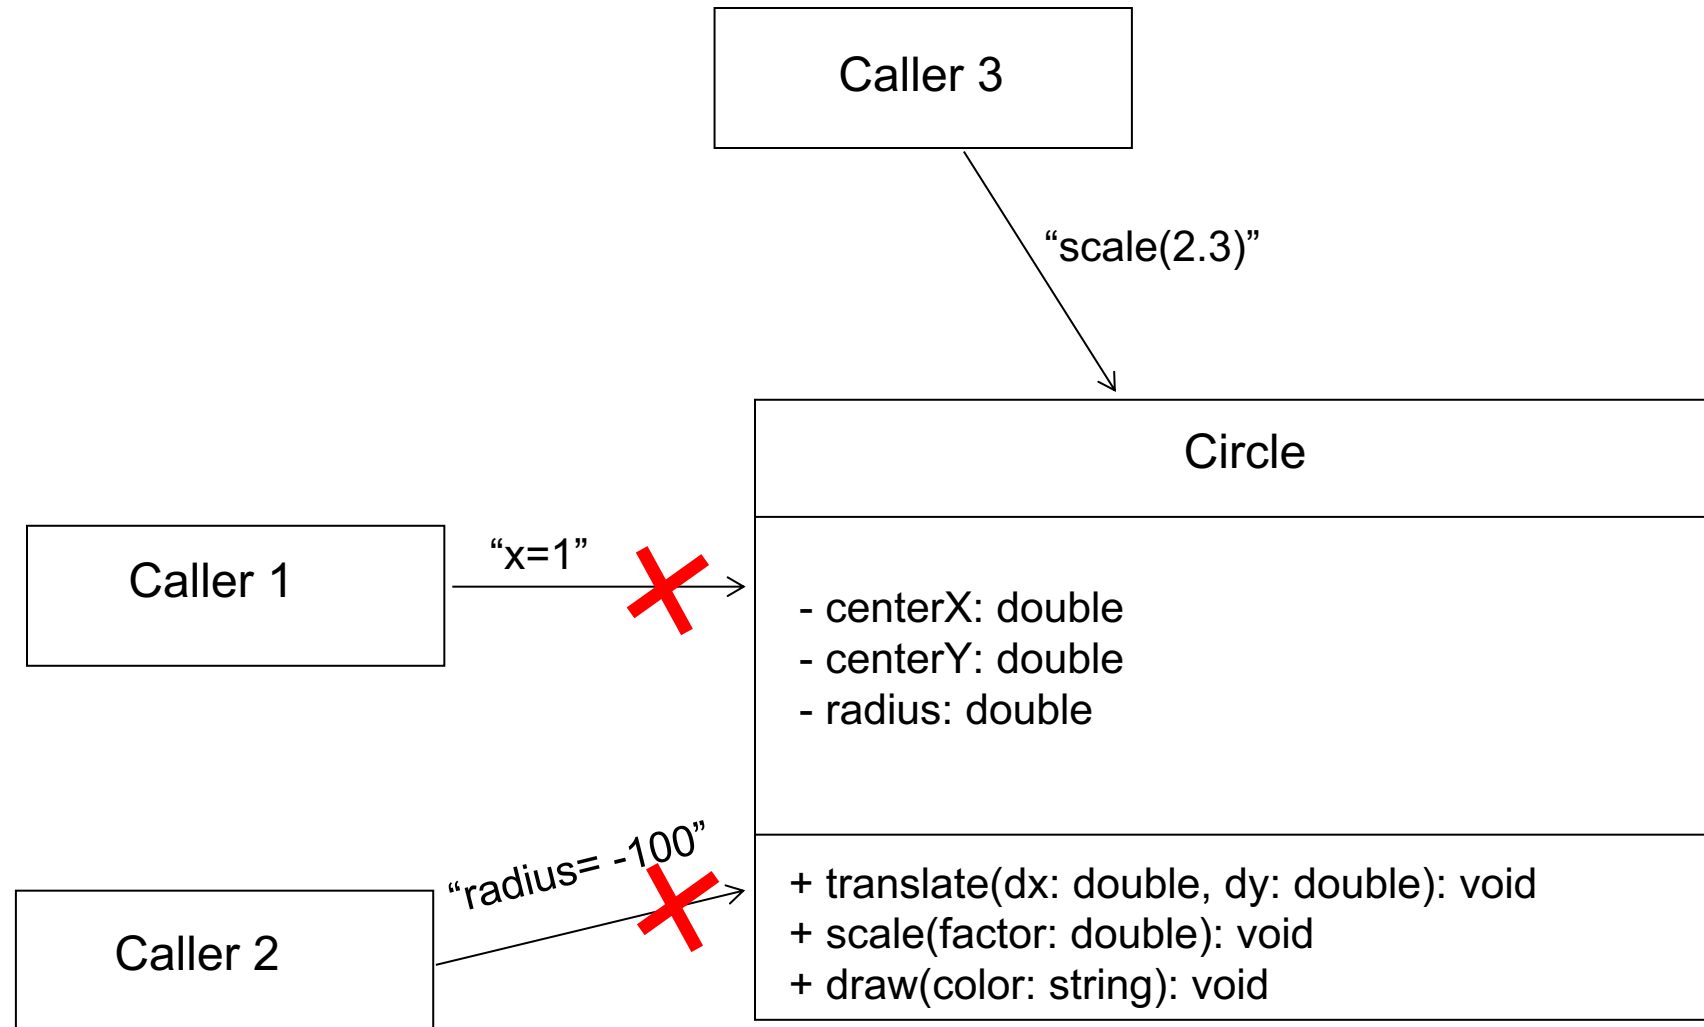 Caller 3
“scale(2.3)”
Circle
“x=1”
Caller 1
- centerX: double
- centerY: double
- radius: double
“radius= -100”
Caller 2
+ translate(dx: double, dy: double): void
+ scale(factor: double): void
+ draw(color: string): void